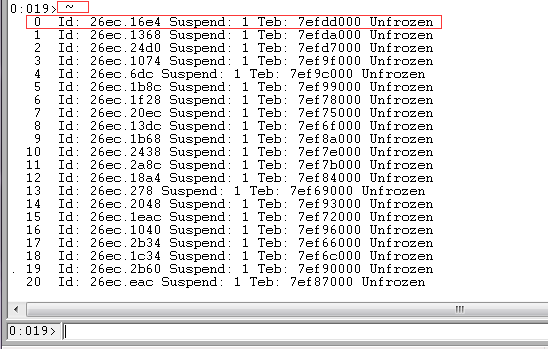 0:019> ~
0 Id: 26ec.16e4 Suspend: 1 Teb: 7efdd000 Unfrozen
1 Id: 26ec.1368 Suspend: 1 Teb: 7efda000 Unfrozen
2 Id: 26ec.24d0 Suspend: 1 Teb: 7efd7000 Unfrozen
3 Id: 26ec.1074 Suspend: 1 Teb: 7ef9f000 Unfrozen
4 Id: 26ec.6dc Suspend: 1 Teb: 7ef9c000 Unfrozen
5 Id: 26ec.1b8c Suspend: 1 Teb: 7ef99000 Unfrozen
6 Id: 26ec.1f28 Suspend: 1 Teb: 7ef78000 Unfrozen
7 Id: 26ec.20ec Suspend: 1 Teb: 7ef75000 Unfrozen
8 Id: 26ec.13dc Suspend: 1 Teb: 7ef6f000 Unfrozen
9 Id: 26ec.1b68 Suspend: 1 Teb: 7ef8a000 Unfrozen
10 Id: 26ec.2438 Suspend: 1 Teb: 7ef7e000 Unfrozen
11 Id: 26ec.2a8c Suspend: 1 Teb: 7ef7b000 Unfrozen
12 Id: 26ec.18a4 Suspend: 1 Teb: 7ef84000 Unfrozen
13 Id: 26ec.278 Suspend: 1 Teb: 7ef69000 Unfrozen
14 Id: 26ec.2048 Suspend: 1 Teb: 7ef93000 Unfrozen
15 Id: 26ec.1eac Suspend: 1 Teb: 7ef72000 Unfrozen
16 Id: 26ec.1040 Suspend: 1 Teb: 7ef96000 Unfrozen
17 Id: 26ec.2b34 Suspend: 1 Teb: 7ef66000 Unfrozen
18 Id: 26ec.1c34 Suspend: 1 Teb: 7ef6c000 Unfrozen
. 19 Id: 26ec.2b60 Suspend: 1 Teb: 7ef90000 Unfrozen
20 Id: 26ec.eac Suspend: 1 Teb: 7ef87000 Unfrozen
0:019>